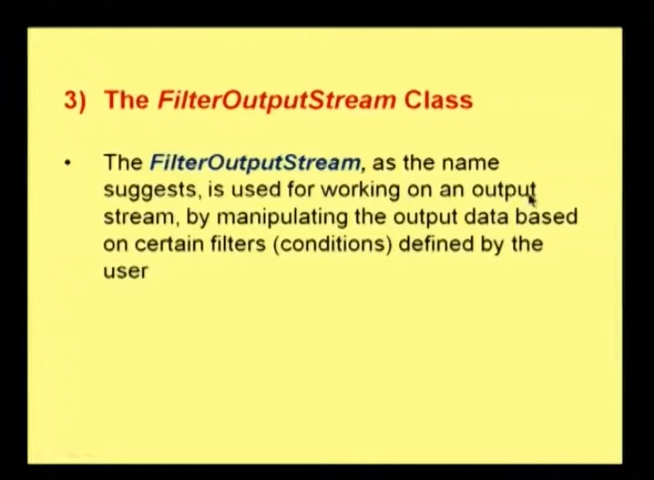 3) The FilterOutputStream Class
• The FilterOutputStream, as the name
suggests, is used for working on an output
stream, by manipulating the output data based
on certain filters (conditions) defined by the
user